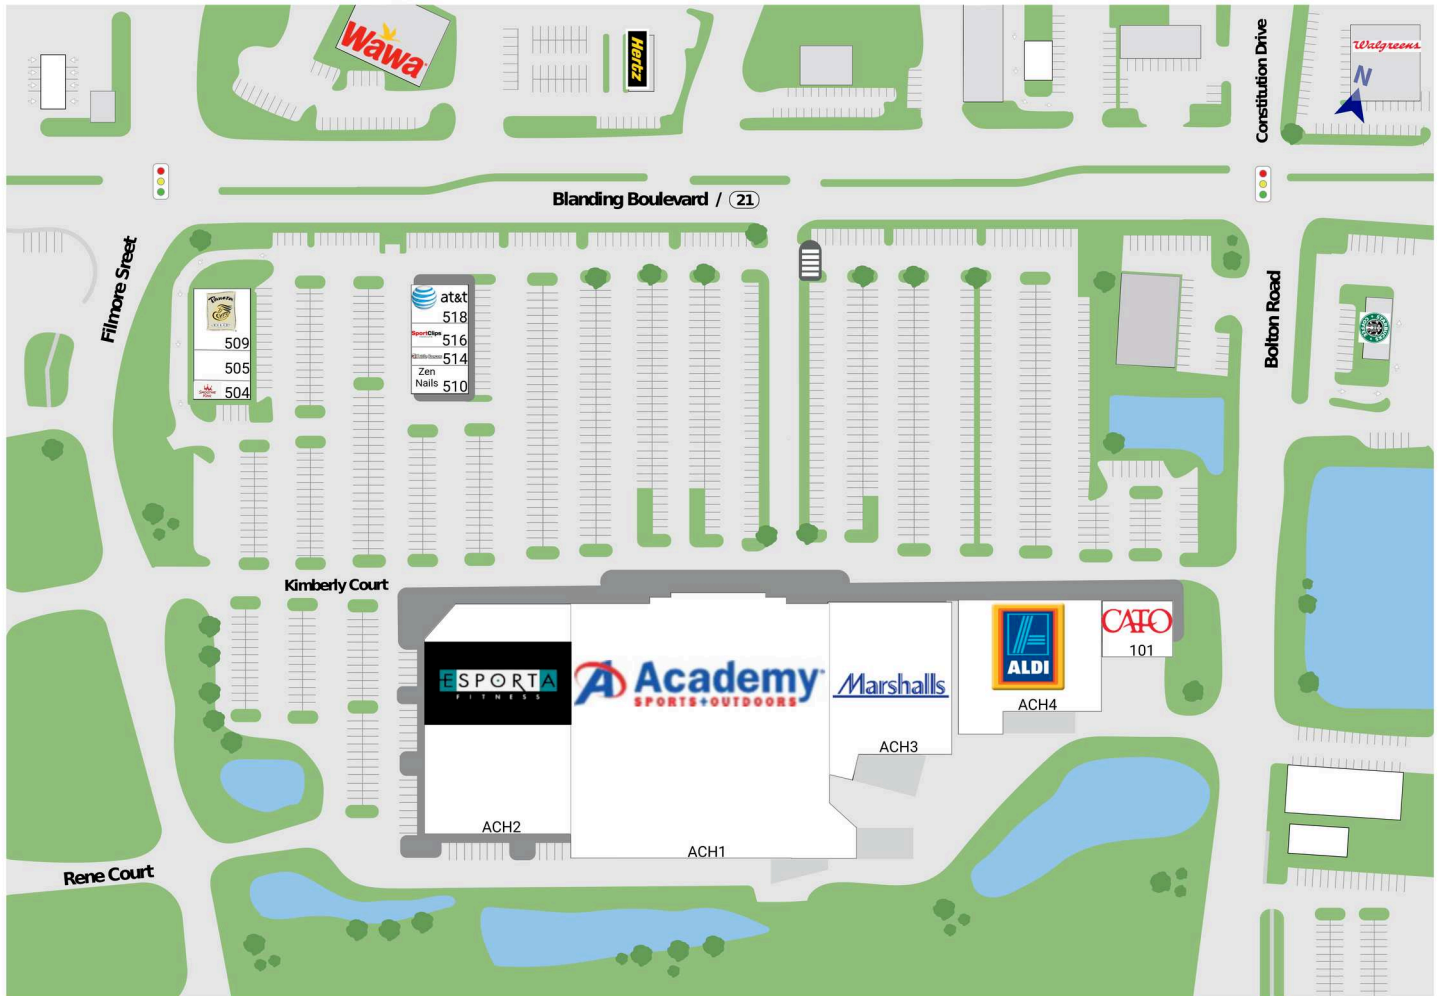 Wawa
Hertz
Constitution Drive
Walgreens
N
Blanding Boulevard / 21
Filmore Sreet
Bolton Road
Panera
509
505
504
at&t
518
SportClips
516
514
Zen
Nails 510
Kimberly Court
ESPORTA
FITNESS
ACH2
Academy
SPORTS+OUTDOORS
ACH1
Marshalls
ACH3
ALDI
ACH4
CATO
101
Rene Court